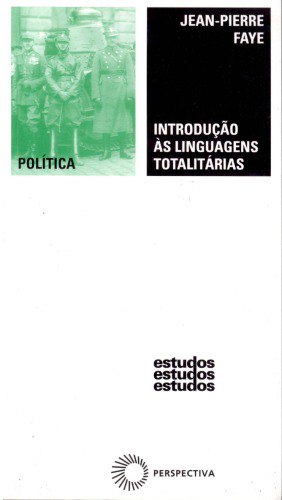 JEAN-PIERRE
FAYE
INTRODUÇÃO
ÀS LINGUAGENS
TOTALITÁRIAS
POLÍTICA
estudos
estudos
estudos
PERSPECTIVA